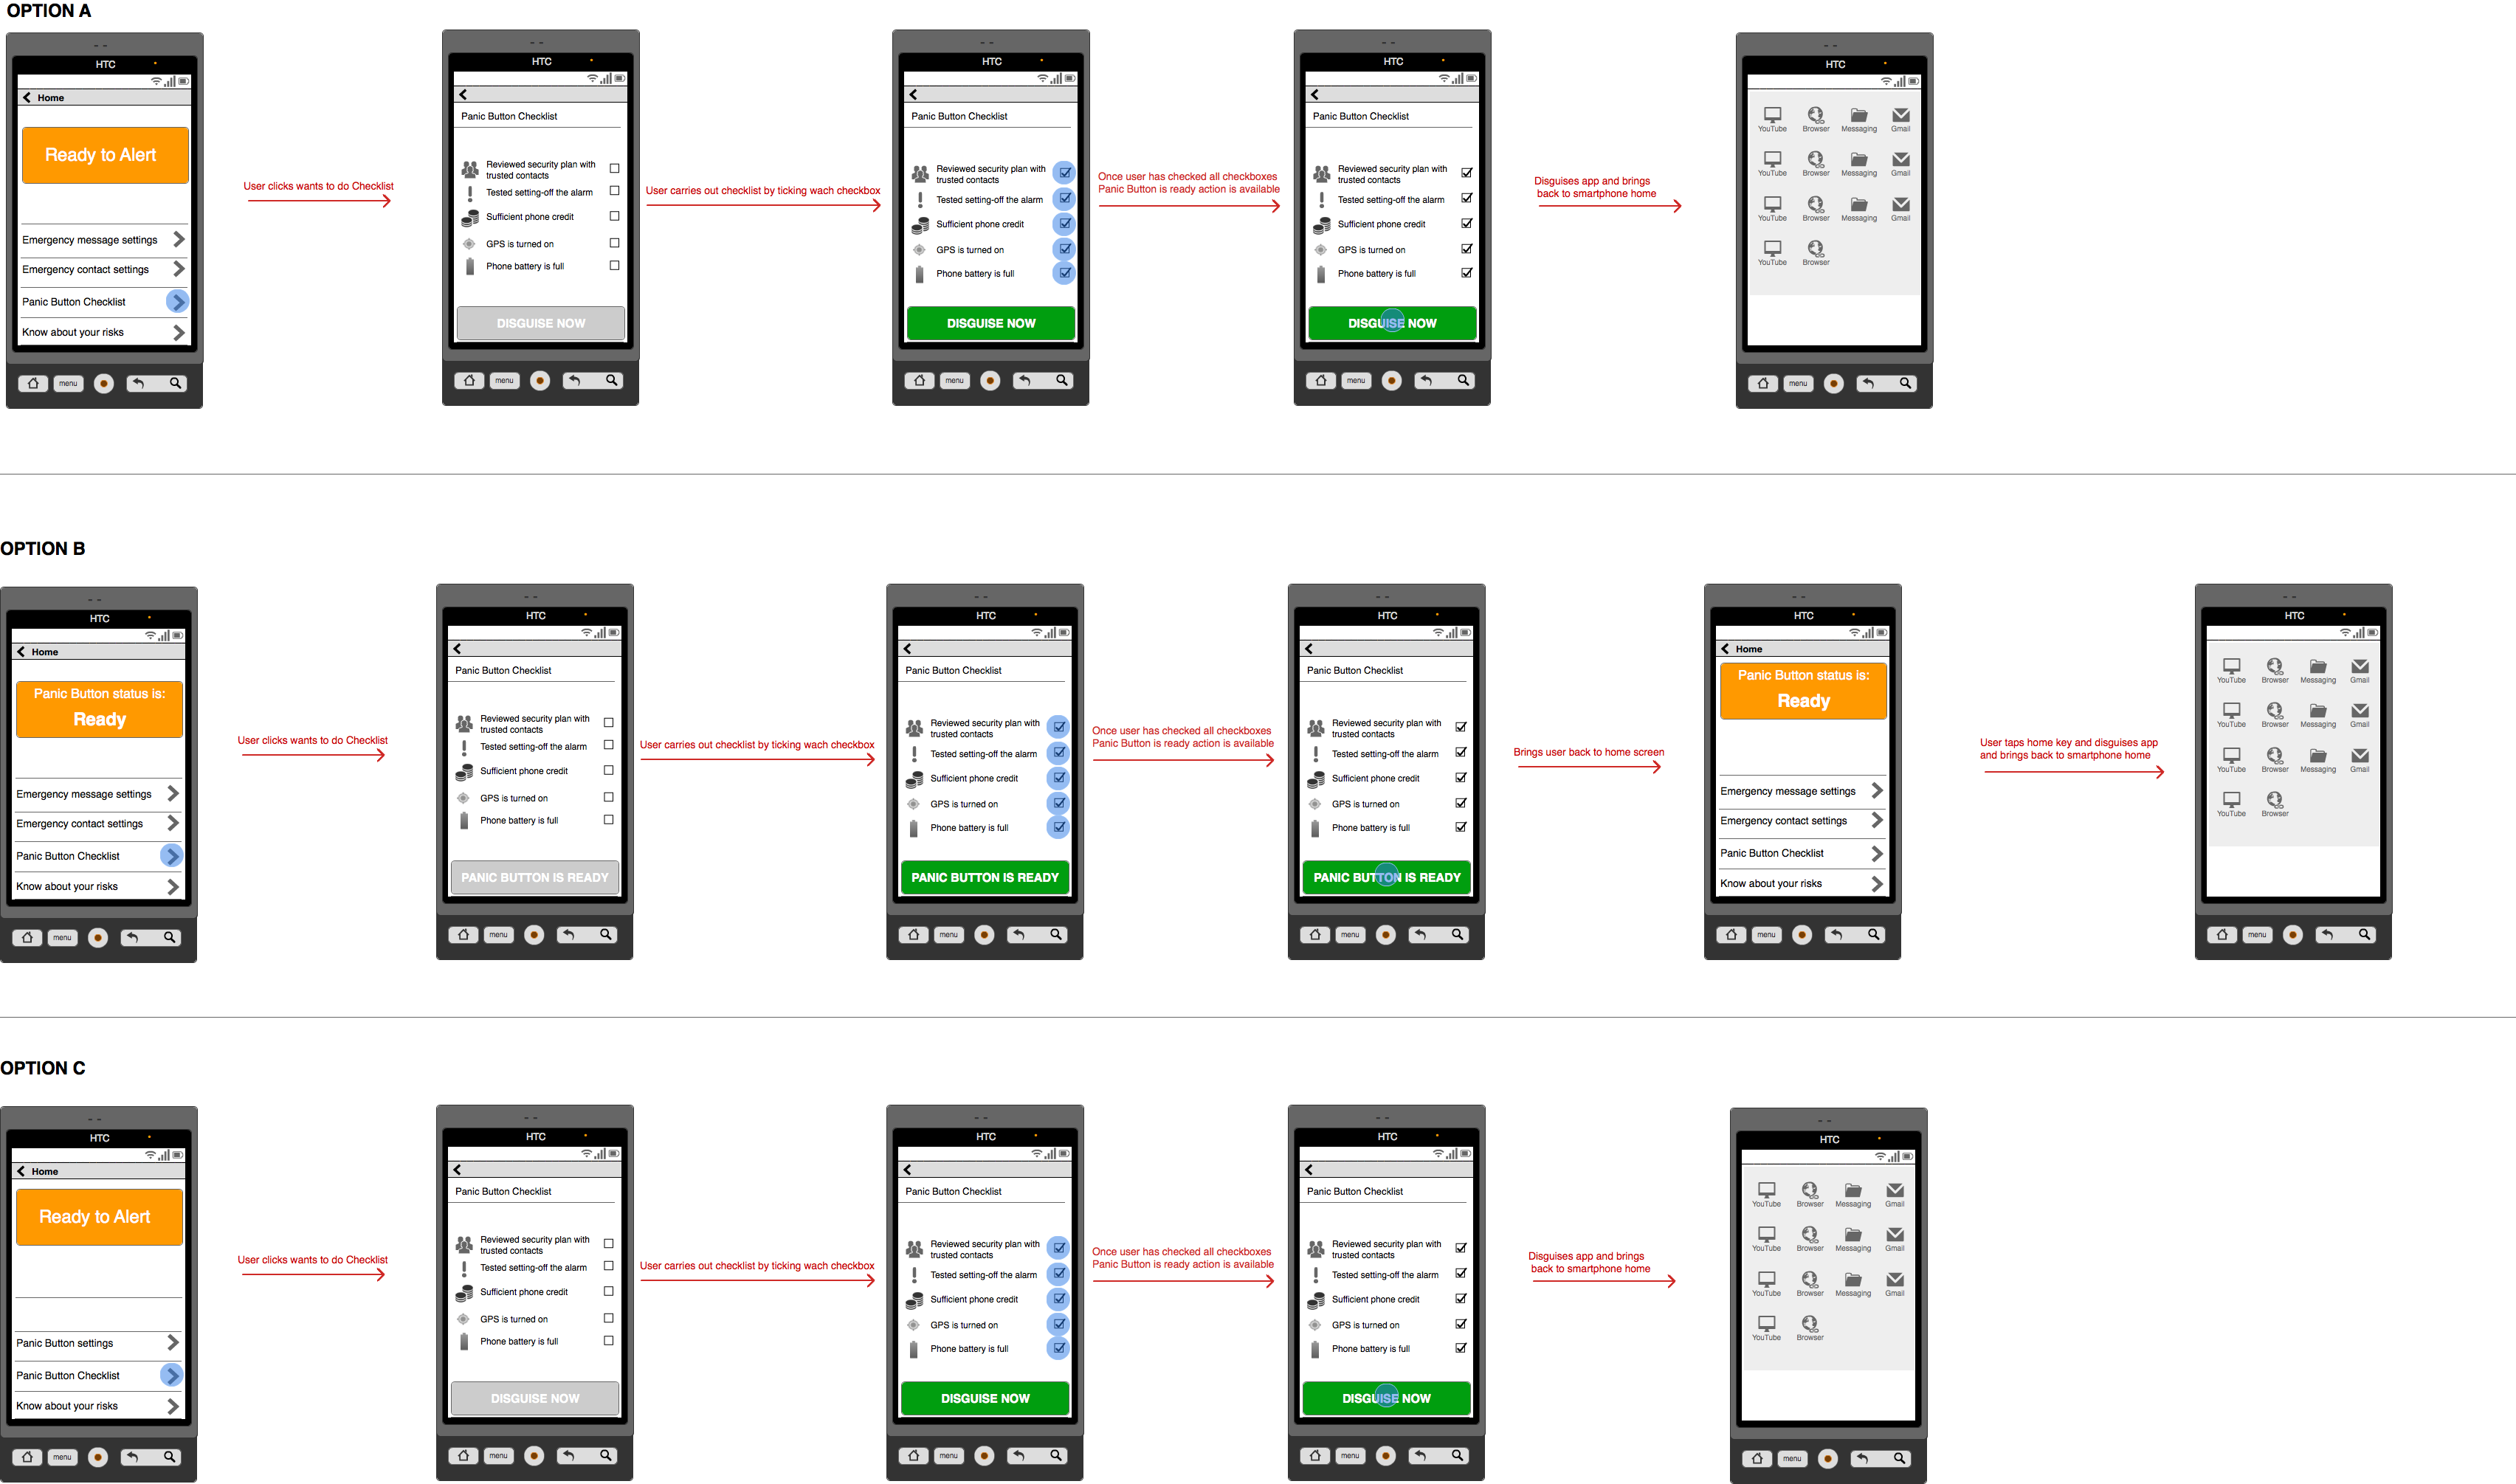 OPTION A
HTC
Home
Ready to Alert
Emergency message settings
Emergency contact settings
Panic Button Checklist
Know about your risks
menu
User clicks wants to do Checklist
HTC
Panic Button Checklist
Reviewed security plan with
trusted contacts
Tested setting-off the alarm
Sufficient phone credit
GPS is turned on
Phone battery is full
DISGUISE NOW
menu
User carries out checklist by ticking wach checkbox
HTC
Panic Button Checklist
Reviewed security plan with
trusted contacts
Tested setting-off the alarm
Sufficient phone credit
GPS is turned on
Phone battery is full
DISGUISE NOW
menu
Once user has checked all checkboxes
Panic Button is ready action is available
HTC
Panic Button Checklist
Reviewed security plan with
trusted contacts
Tested setting-off the alarm
Sufficient phone credit
GPS is turned on
Phone battery is full
DISGUISE NOW
menu
Disguises app and brings
back to smartphone home
HTC
YouTube Browser Messaging Gmail
YouTube Browser Messaging Gmail
YouTube Browser Messaging Gmail
YouTube Browser
menu
OPTION B
HTC
Home
Panic Button status is:
Ready
Emergency message settings
Emergency contact settings
Panic Button Checklist
Know about your risks
menu
User clicks wants to do Checklist
HTC
Panic Button Checklist
Reviewed security plan with
trusted contacts
Tested setting-off the alarm
Sufficient phone credit
GPS is turned on
Phone battery is full
PANIC BUTTON IS READY
menu
User carries out checklist by ticking wach checkbox
HTC
Panic Button Checklist
Reviewed security plan with
trusted contacts
Tested setting-off the alarm
Sufficient phone credit
GPS is turned on
Phone battery is full
PANIC BUTTON IS READY
menu
Once user has checked all checkboxes
Panic Button is ready action is available
HTC
Panic Button Checklist
Reviewed security plan with
trusted contacts
Tested setting-off the alarm
Sufficient phone credit
GPS is turned on
Phone battery is full
PANIC BUTTON IS READY
menu
Brings user back to home screen
HTC
Home
Panic Button status is:
Ready
Emergency message settings
Emergency contact settings
Panic Button Checklist
Know about your risks
menu
User taps home key and disguises app
and brings back to smartphone home
HTC
YouTube Browser Messaging Gmail
YouTube Browser Messaging Gmail
YouTube Browser Messaging Gmail
YouTube Browser
menu
OPTION C
HTC
Home
Ready to Alert
Panic Button settings
Panic Button Checklist
Know about your risks
menu
User clicks wants to do Checklist
HTC
Panic Button Checklist
Reviewed security plan with
trusted contacts
Tested setting-off the alarm
Sufficient phone credit
GPS is turned on
Phone battery is full
DISGUISE NOW
menu
User carries out checklist by ticking wach checkbox
HTC
Panic Button Checklist
Reviewed security plan with
trusted contacts
Tested setting-off the alarm
Sufficient phone credit
GPS is turned on
Phone battery is full
DISGUISE NOW
menu
Once user has checked all checkboxes
Panic Button is ready action is available
HTC
Panic Button Checklist
Reviewed security plan with
trusted contacts
Tested setting-off the alarm
Sufficient phone credit
GPS is turned on
Phone battery is full
DISGUISE NOW
menu
Disguises app and brings
back to smartphone home
HTC
YouTube Browser Messaging Gmail
YouTube Browser Messaging Gmail
YouTube Browser Messaging Gmail
YouTube Browser
menu